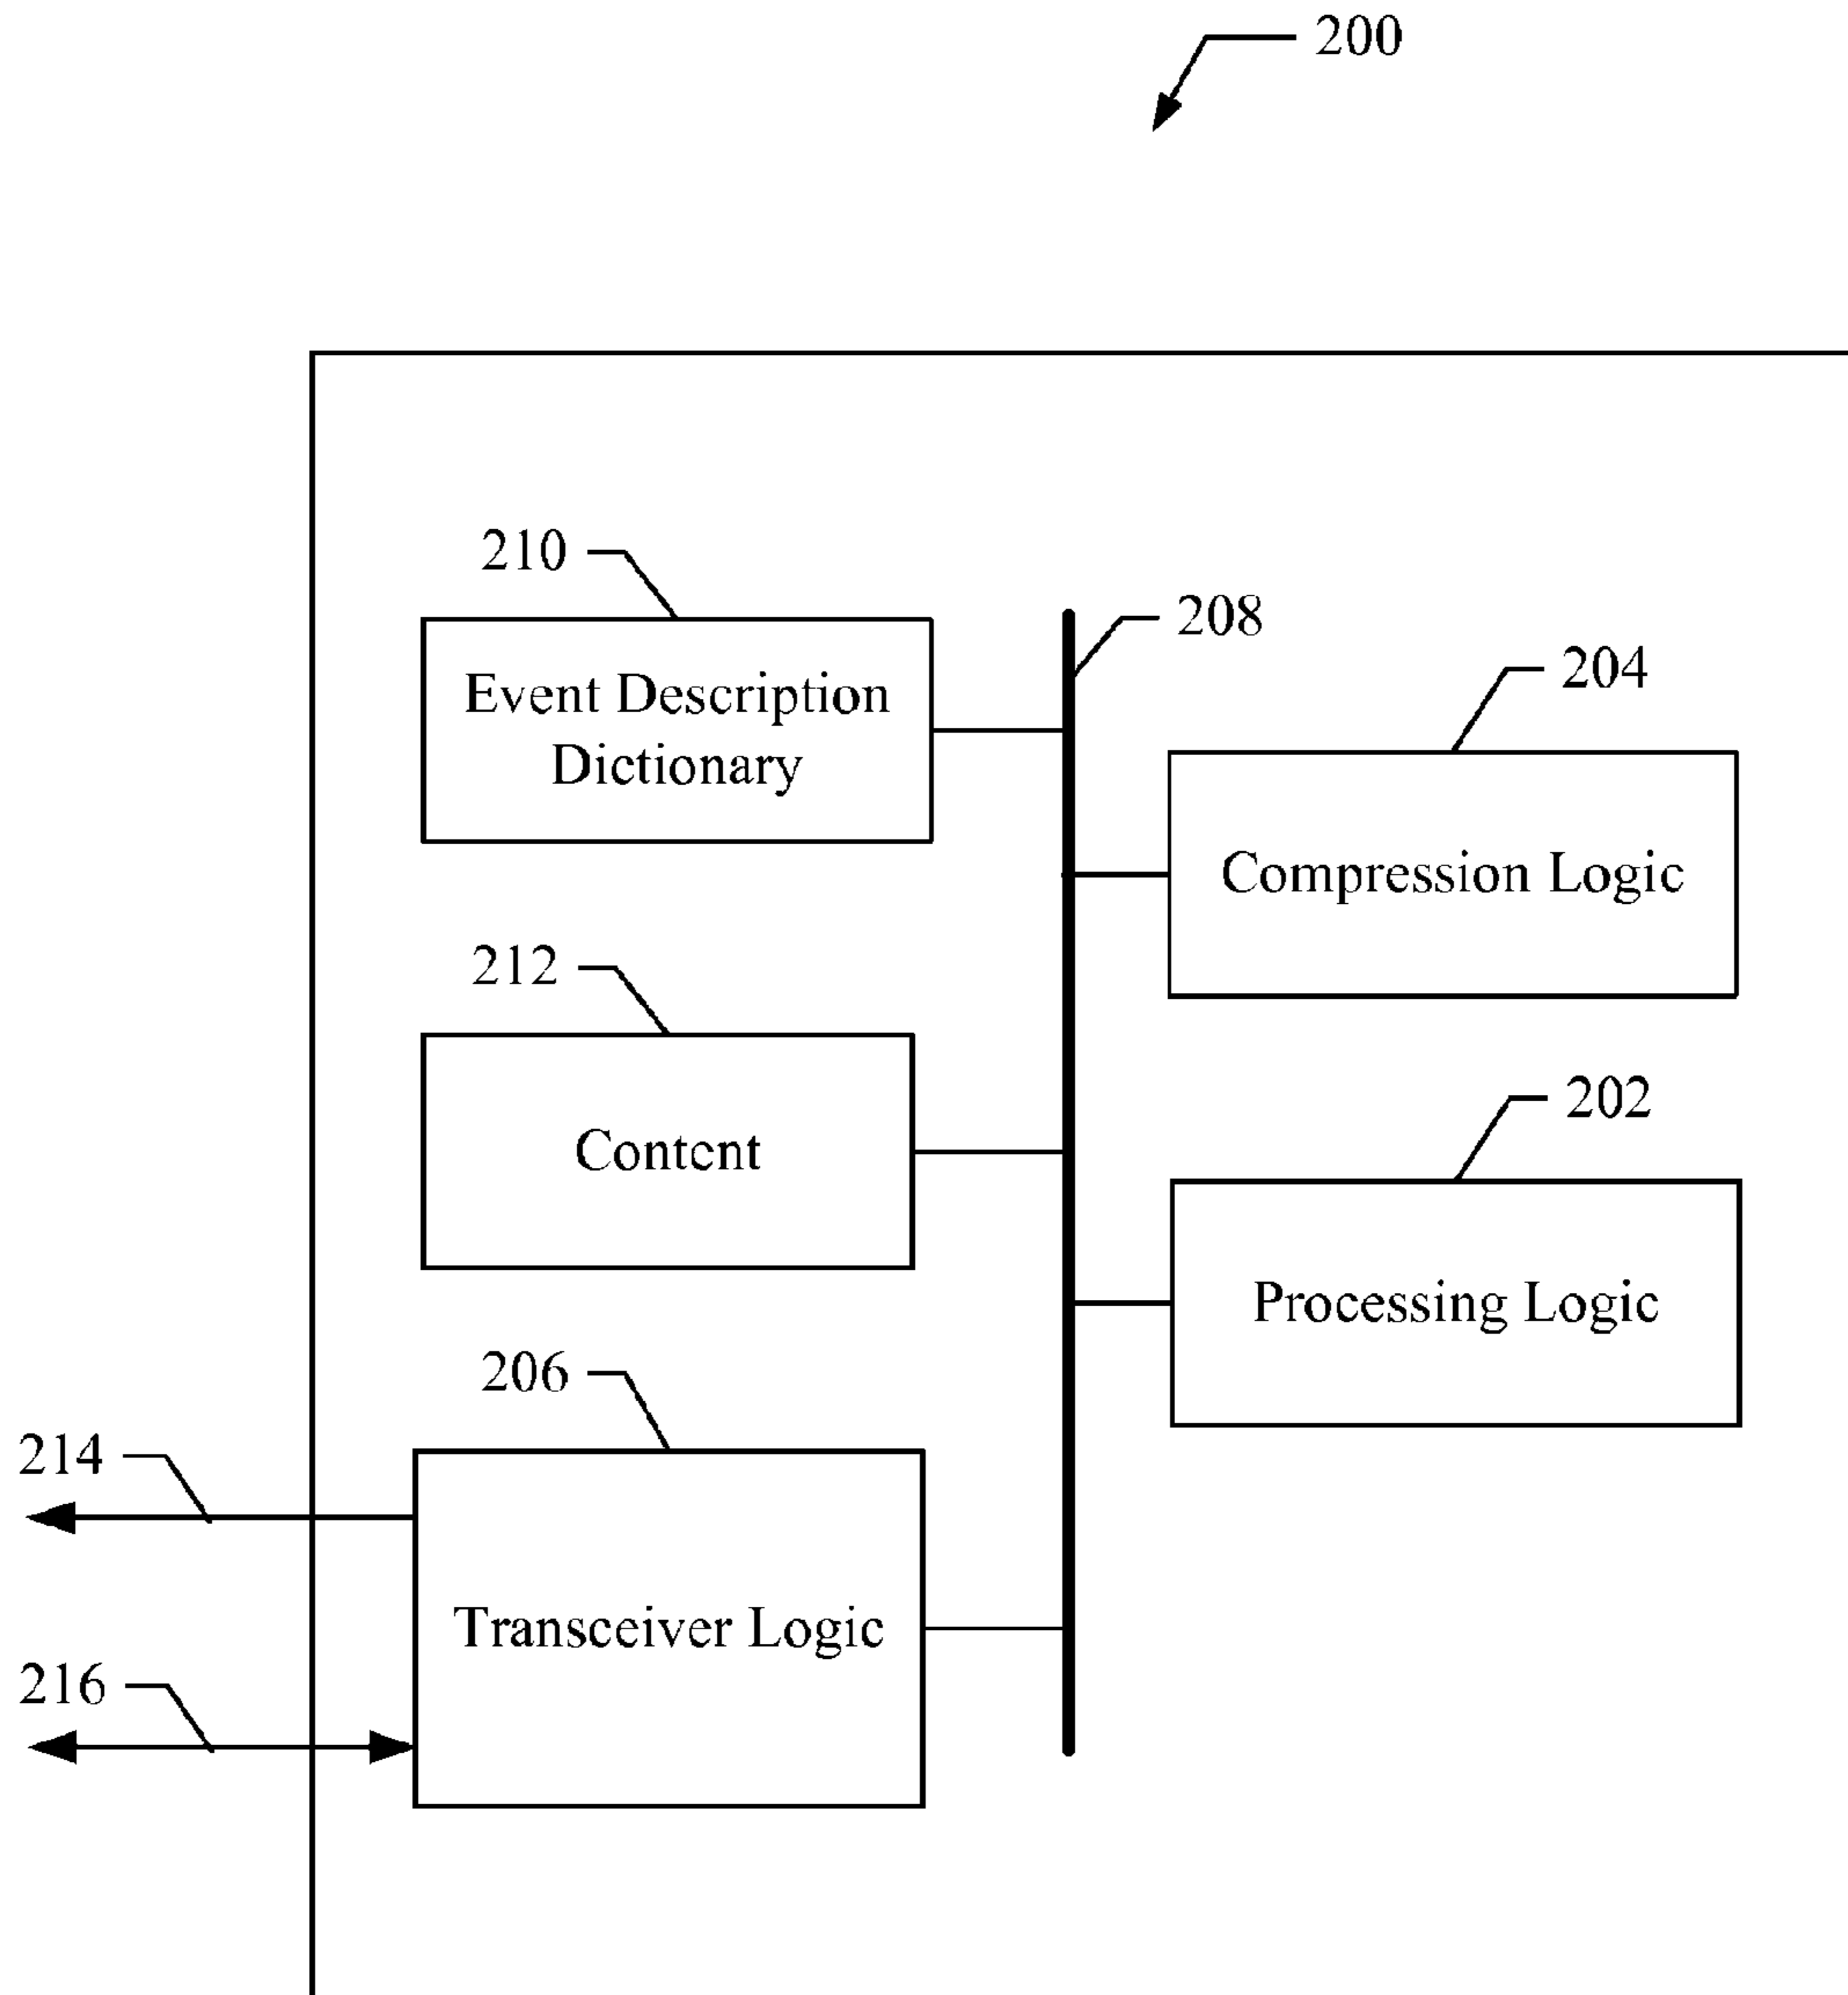 200
210
208
204
Event Description
Dictionary
Compression Logic
212
202
Content
Processing Logic
206
214
Transceiver Logic
216